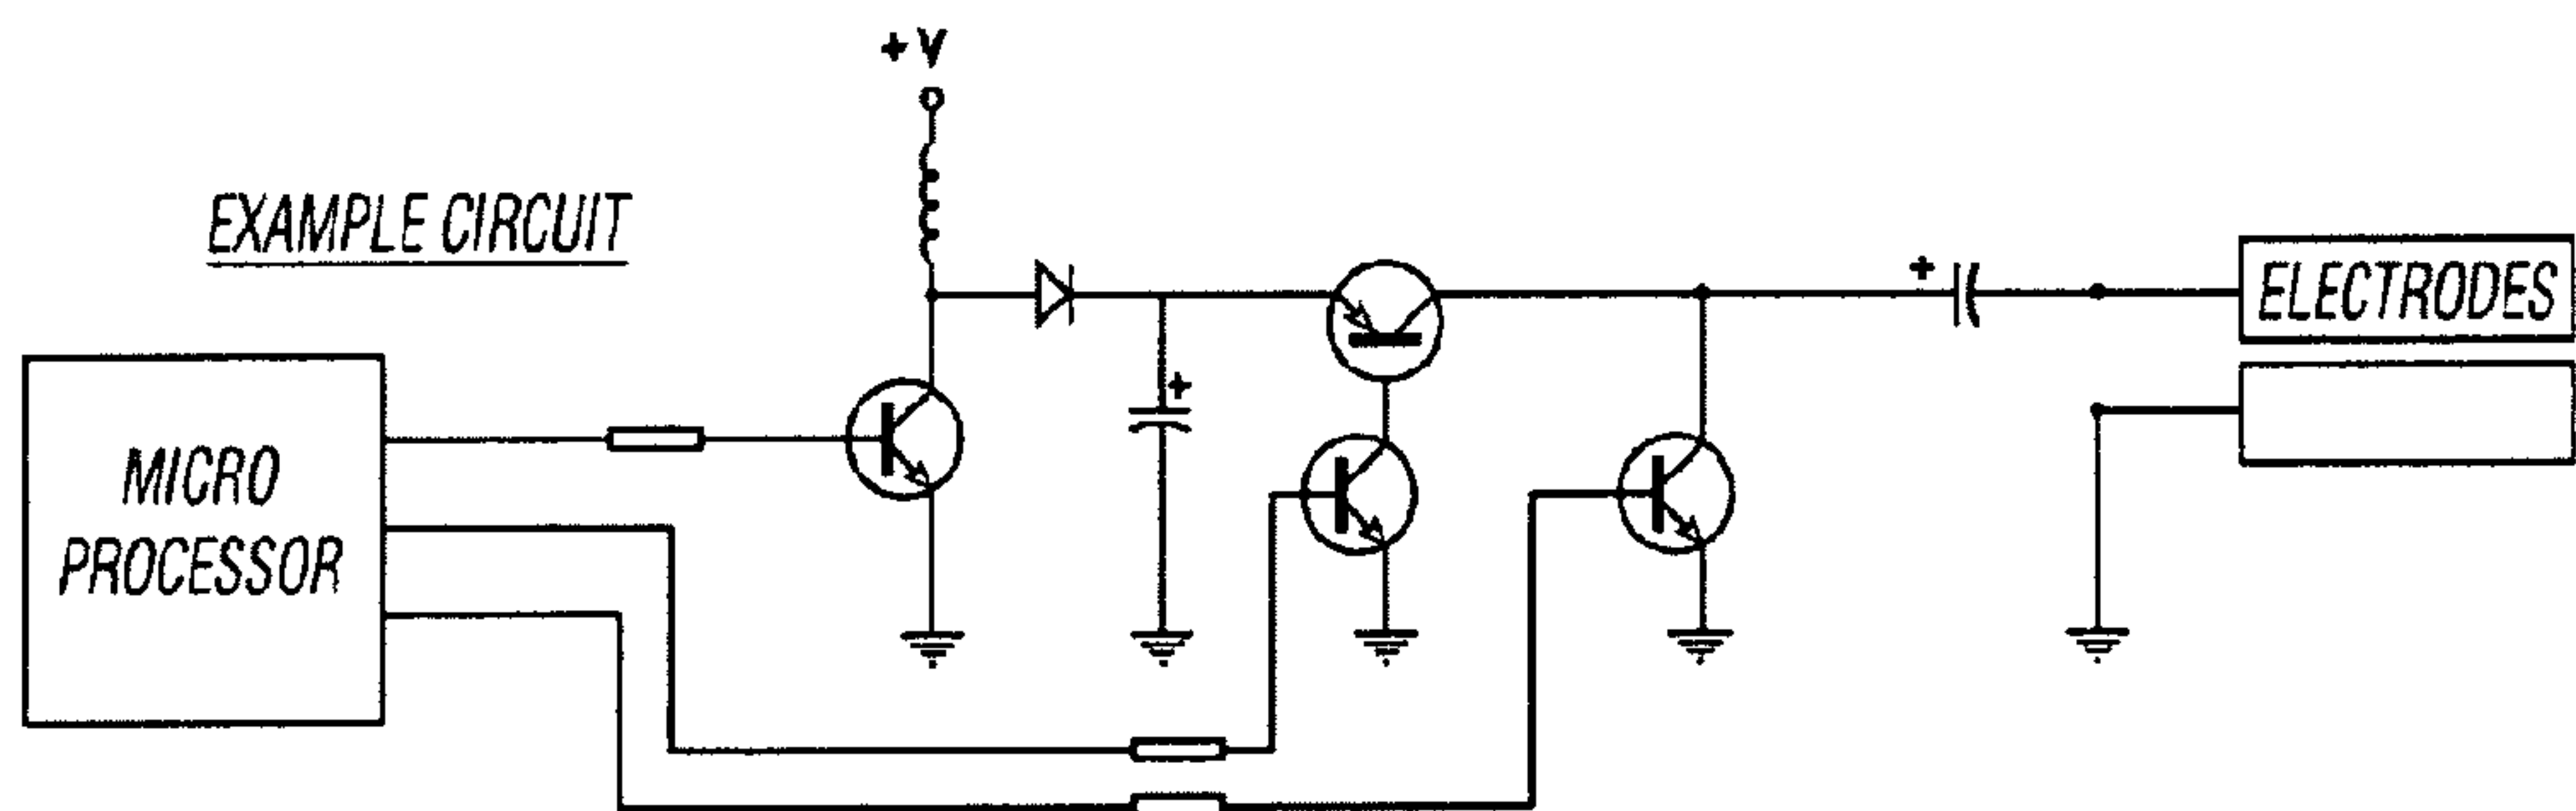 +V
EXAMPLE CIRCUIT
+
ELECTRODES
+
MICRO
PROCESSOR